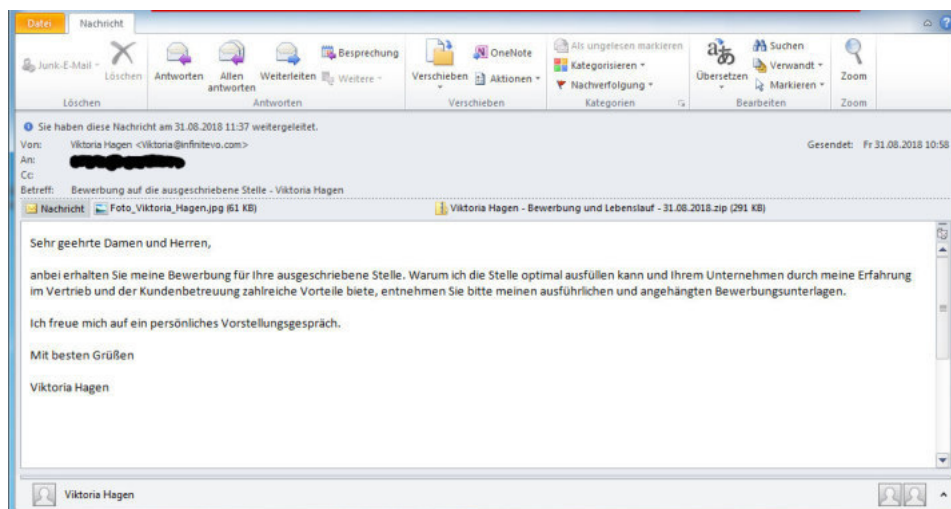 Datei Nachricht
Junk-E-Mail
Löschen
Löschen
Antworten
Allen antworten
Weiterleiten
Besprechung
Weitere
Antworten
Verschieben
OneNote
Aktionen
Verschieben
Als ungelesen markieren
Kategorisieren
Nachverfolgung
Kategorien
Übersetzen
Suchen
Verwandt
Markieren
Bearbeiten
Zoom
Zoom
Sie haben diese Nachricht am 31.08.2018 11:37 weitergeleitet.
Von: Viktoria Hagen <Viktoria@infinitevo.com> Gesendet: Fr 31.08.2018 10:58
An:
Cc:
Betreff: Bewerbung auf die ausgeschriebene Stelle - Viktoria Hagen
Nachricht Foto_Viktoria_Hagen.jpg (61 KB) Viktoria Hagen - Bewerbung und Lebenslauf - 31.08.2018.zip (291 KB)
Sehr geehrte Damen und Herren,
anbei erhalten Sie meine Bewerbung für Ihre ausgeschriebene Stelle. Warum ich die Stelle optimal ausfüllen kann und Ihrem Unternehmen durch meine Erfahrung
im Vertrieb und der Kundenbetreuung zahlreiche Vorteile biete, entnehmen Sie bitte meinen ausführlichen und angehängten Bewerbungsunterlagen.
Ich freue mich auf ein persönliches Vorstellungsgespräch.
Mit besten Grüßen
Viktoria Hagen
Viktoria Hagen